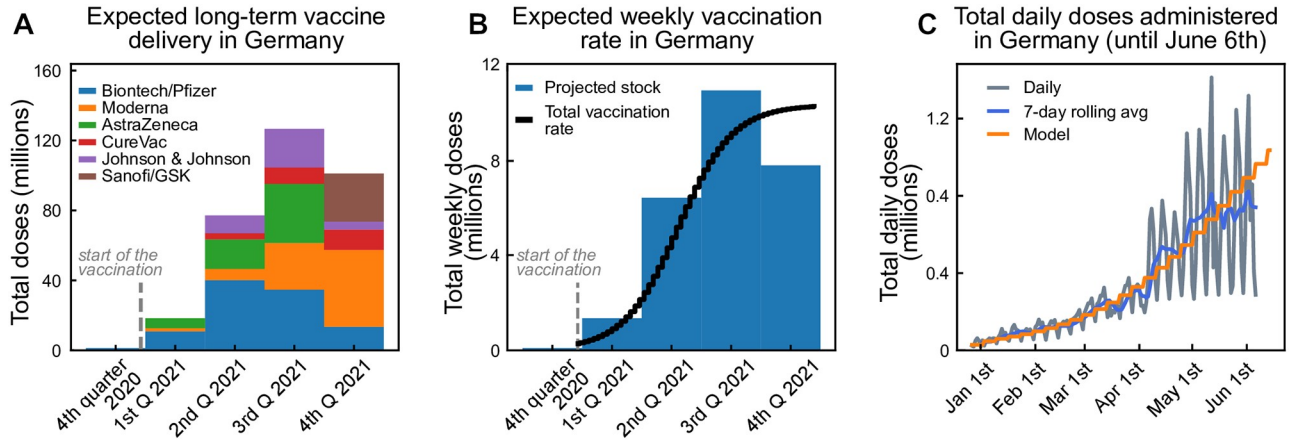 A
Expected long-term vaccine
delivery in Germany
Total doses (millions)
160
120
80
40
0
Biontech/Pfizer
Moderna
AstraZeneca
CureVac
Johnson & Johnson
Sanofi/GSK
start of the
vaccination
4th quarter
2020
1st Q 2021
2nd Q 2021
3rd Q 2021
4th Q 2021
B
Expected weekly vaccination
rate in Germany
Total weekly doses
(millions)
12
8
4
0
Projected stock
Total vaccination
rate
start of the
vaccination
4th quarter
2020
1st Q 2021
2nd Q 2021
3rd Q 2021
4th Q 2021
C
Total daily doses administered
in Germany (until June 6th)
Total daily doses
(millions)
1.2
0.4
0.4
0
Daily
7-day rolling avg
Model
Jan 1st
Feb 1st
Mar 1st
Apr 1st
May 1st
Jun 1st